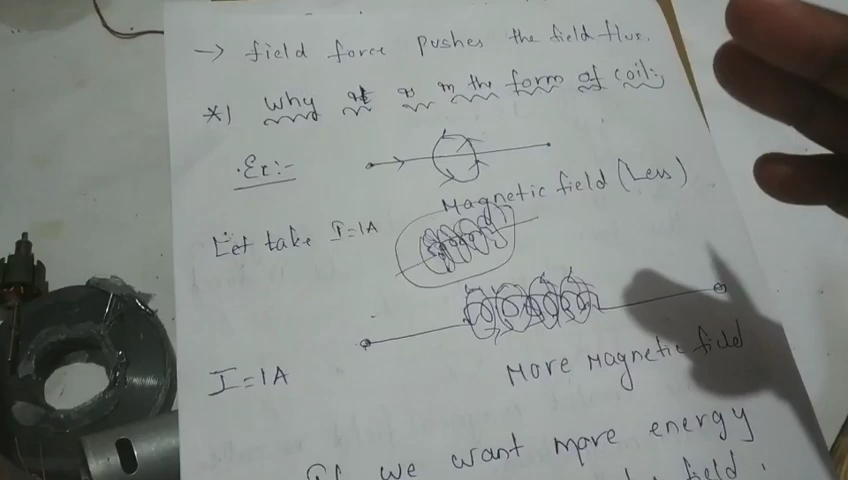 → field force pushes the field flux.
*) why it is in the form of coil:
Ex:-
Magnetic field (Less)
Let take I=1A
I=1A
More Magnetic field
If we want more energy
field.